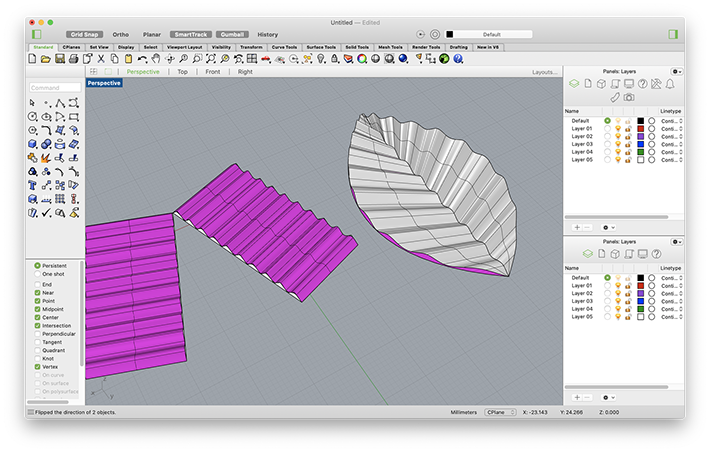 Untitled — Edited
Grid Snap Ortho Planar SmartTrack Gumball History
Default
Standard CPlanes Set View Display Select Viewport Layout Visibility Transform Curve Tools Surface Tools Solid Tools Mesh Tools Render Tools Drafting New in V8
Perspective Top Front Right Layouts...
Perspective
Command
Panels: Layers
Name Linetype
Default Conti...
Layer 01 Conti...
Layer 02 Conti...
Layer 03 Conti...
Layer 04 Conti...
Layer 05 Conti...
Panels: Layers
Name Linetype
Default Conti...
Layer 01 Conti...
Layer 02 Conti...
Layer 03 Conti...
Layer 04 Conti...
Layer 05 Conti...
Persistent
One shot
End
Near
Point
Midpoint
Center
Intersection
Perpendicular
Tangent
Quadrant
Knot
Vertex
On curve
On surface
On polysurface
z
x
y
Flipped the direction of 2 objects.
Millimeters CPlane X: -23.143 Y: 24.266 Z: 0.000